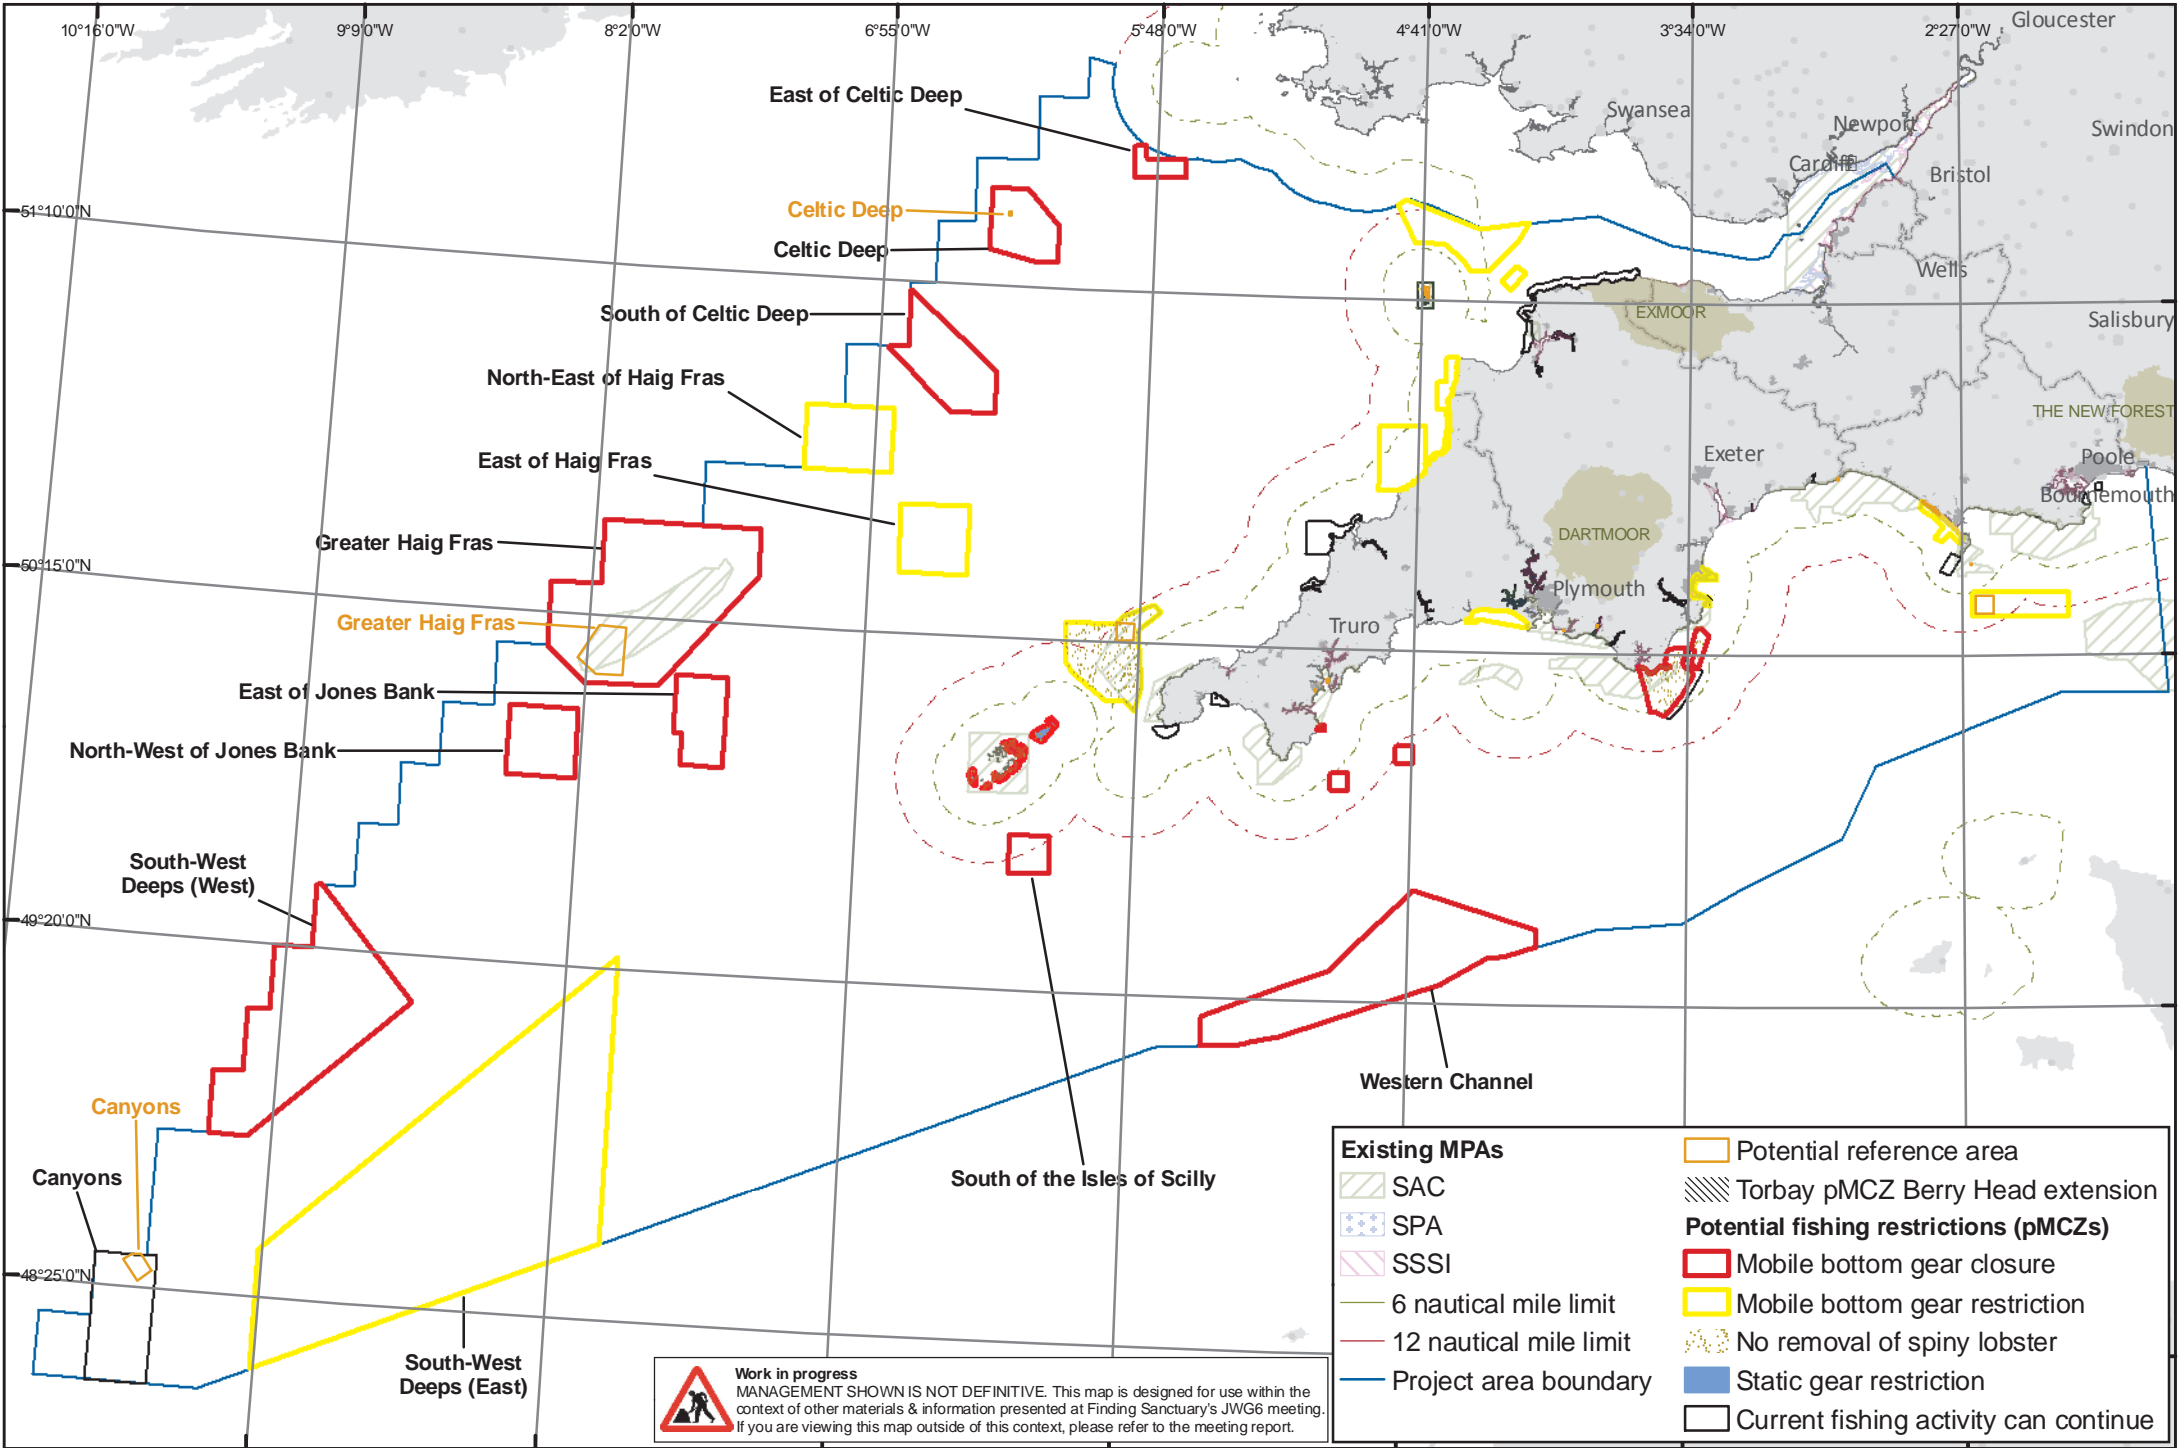 10°16'0"W
9°9'0"W
8°2'0"W
6°55'0"W
5°48'0"W
4°41'0"W
3°34'0"W
2°27'0"W
Gloucester
East of Celtic Deep
Swansea
Newport
Swindon
Cardiff
Bristol
51°10'0"N
Celtic Deep
Celtic Deep
Wells
South of Celtic Deep
EXMOOR
Salisbury
North-East of Haig Fras
THE NEW FOREST
East of Haig Fras
Exeter
Poole
Bournemouth
Greater Haig Fras
DARTMOOR
50°15'0"N
Plymouth
Greater Haig Fras
Truro
East of Jones Bank
North-West of Jones Bank
South-West
Deeps (West)
49°20'0"N
Western Channel
Canyons
Canyons
South of the Isles of Scilly
48°25'0"N
South-West
Deeps (East)
Work in progress
MANAGEMENT SHOWN IS NOT DEFINITIVE. This map is designed for use within the
context of other materials & information presented at Finding Sanctuary's JWG6 meeting.
If you are viewing this map outside of this context, please refer to the meeting report.
Existing MPAs
SAC
SPA
SSSI
6 nautical mile limit
12 nautical mile limit
Project area boundary
Potential reference area
Torbay pMCZ Berry Head extension
Potential fishing restrictions (pMCZs)
Mobile bottom gear closure
Mobile bottom gear restriction
No removal of spiny lobster
Static gear restriction
Current fishing activity can continue